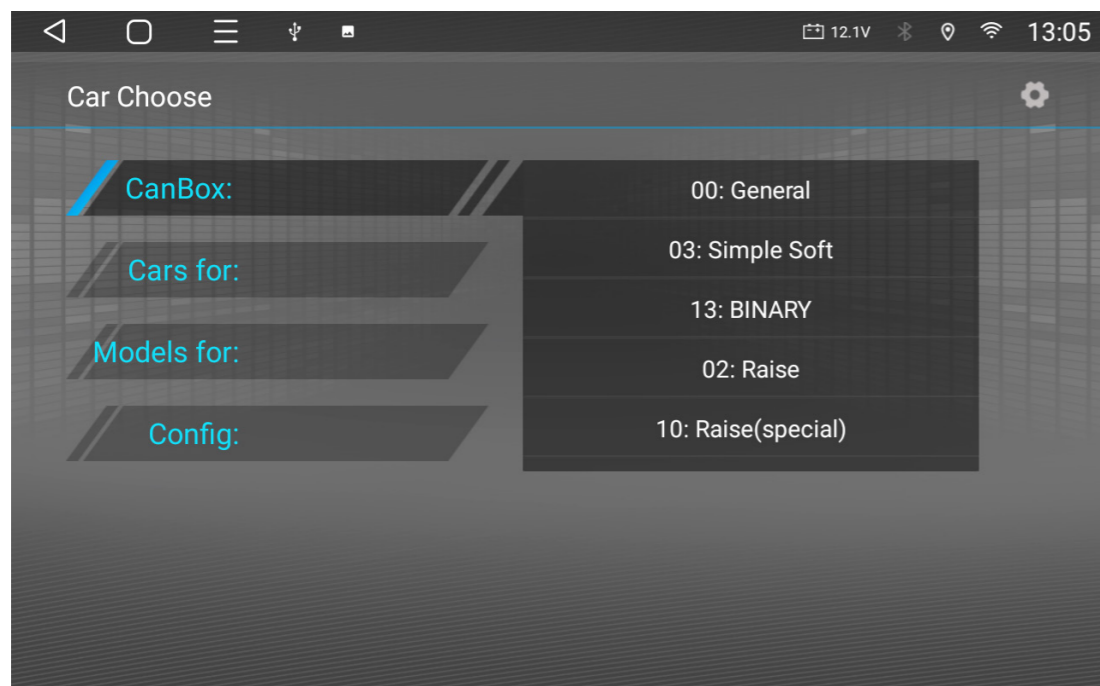 12.1V 13:05
Car Choose
CanBox:
Cars for:
Models for:
Config:
00: General
03: Simple Soft
13: BINARY
02: Raise
10: Raise(special)